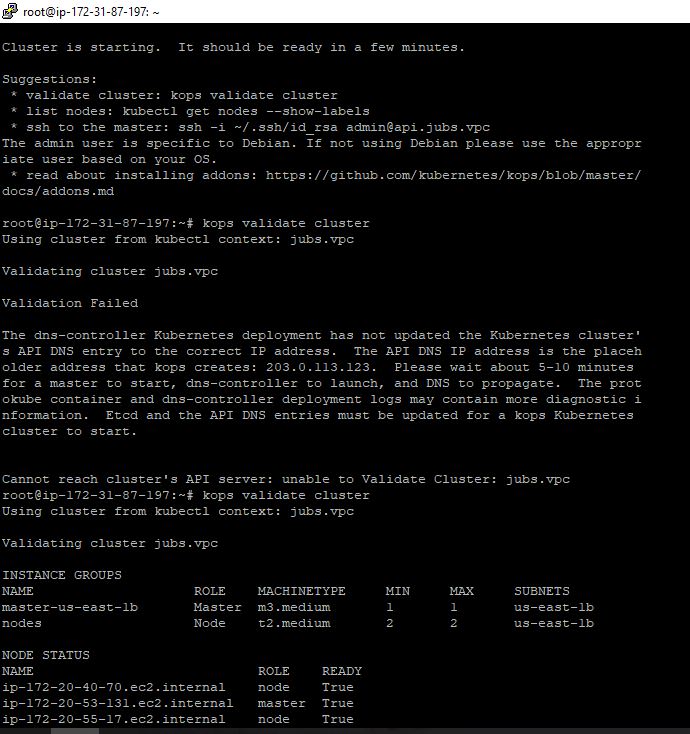 root@ip-172-31-87-197: ~
Cluster is starting.  It should be ready in a few minutes.
Suggestions:
 * validate cluster: kops validate cluster
 * list nodes: kubectl get nodes --show-labels
 * ssh to the master: ssh -i ~/.ssh/id_rsa admin@api.jubs.vpc
The admin user is specific to Debian. If not using Debian please use the appropr
iate user based on your OS.
 * read about installing addons: https://github.com/kubernetes/kops/blob/master/
docs/addons.md
root@ip-172-31-87-197:~# kops validate cluster
Using cluster from kubectl context: jubs.vpc
Validating cluster jubs.vpc
Validation Failed
The dns-controller Kubernetes deployment has not updated the Kubernetes cluster'
s API DNS entry to the correct IP address.  The API DNS IP address is the placeh
older address that kops creates: 203.0.113.123.  Please wait about 5-10 minutes
for a master to start, dns-controller to launch, and DNS to propagate.  The prot
okube container and dns-controller deployment logs may contain more diagnostic i
nformation.  Etcd and the API DNS entries must be updated for a kops Kubernetes
cluster to start.
Cannot reach cluster's API server: unable to Validate Cluster: jubs.vpc
root@ip-172-31-87-197:~# kops validate cluster
Using cluster from kubectl context: jubs.vpc
Validating cluster jubs.vpc
INSTANCE GROUPS
NAME                    ROLE    MACHINETYPE     MIN     MAX     SUBNETS
master-us-east-1b       Master  m3.medium       1       1       us-east-1b
nodes                   Node    t2.medium       2       2       us-east-1b
NODE STATUS
NAME                            ROLE    READY
ip-172-20-40-70.ec2.internal    node    True
ip-172-20-53-131.ec2.internal   master  True
ip-172-20-55-17.ec2.internal    node    True